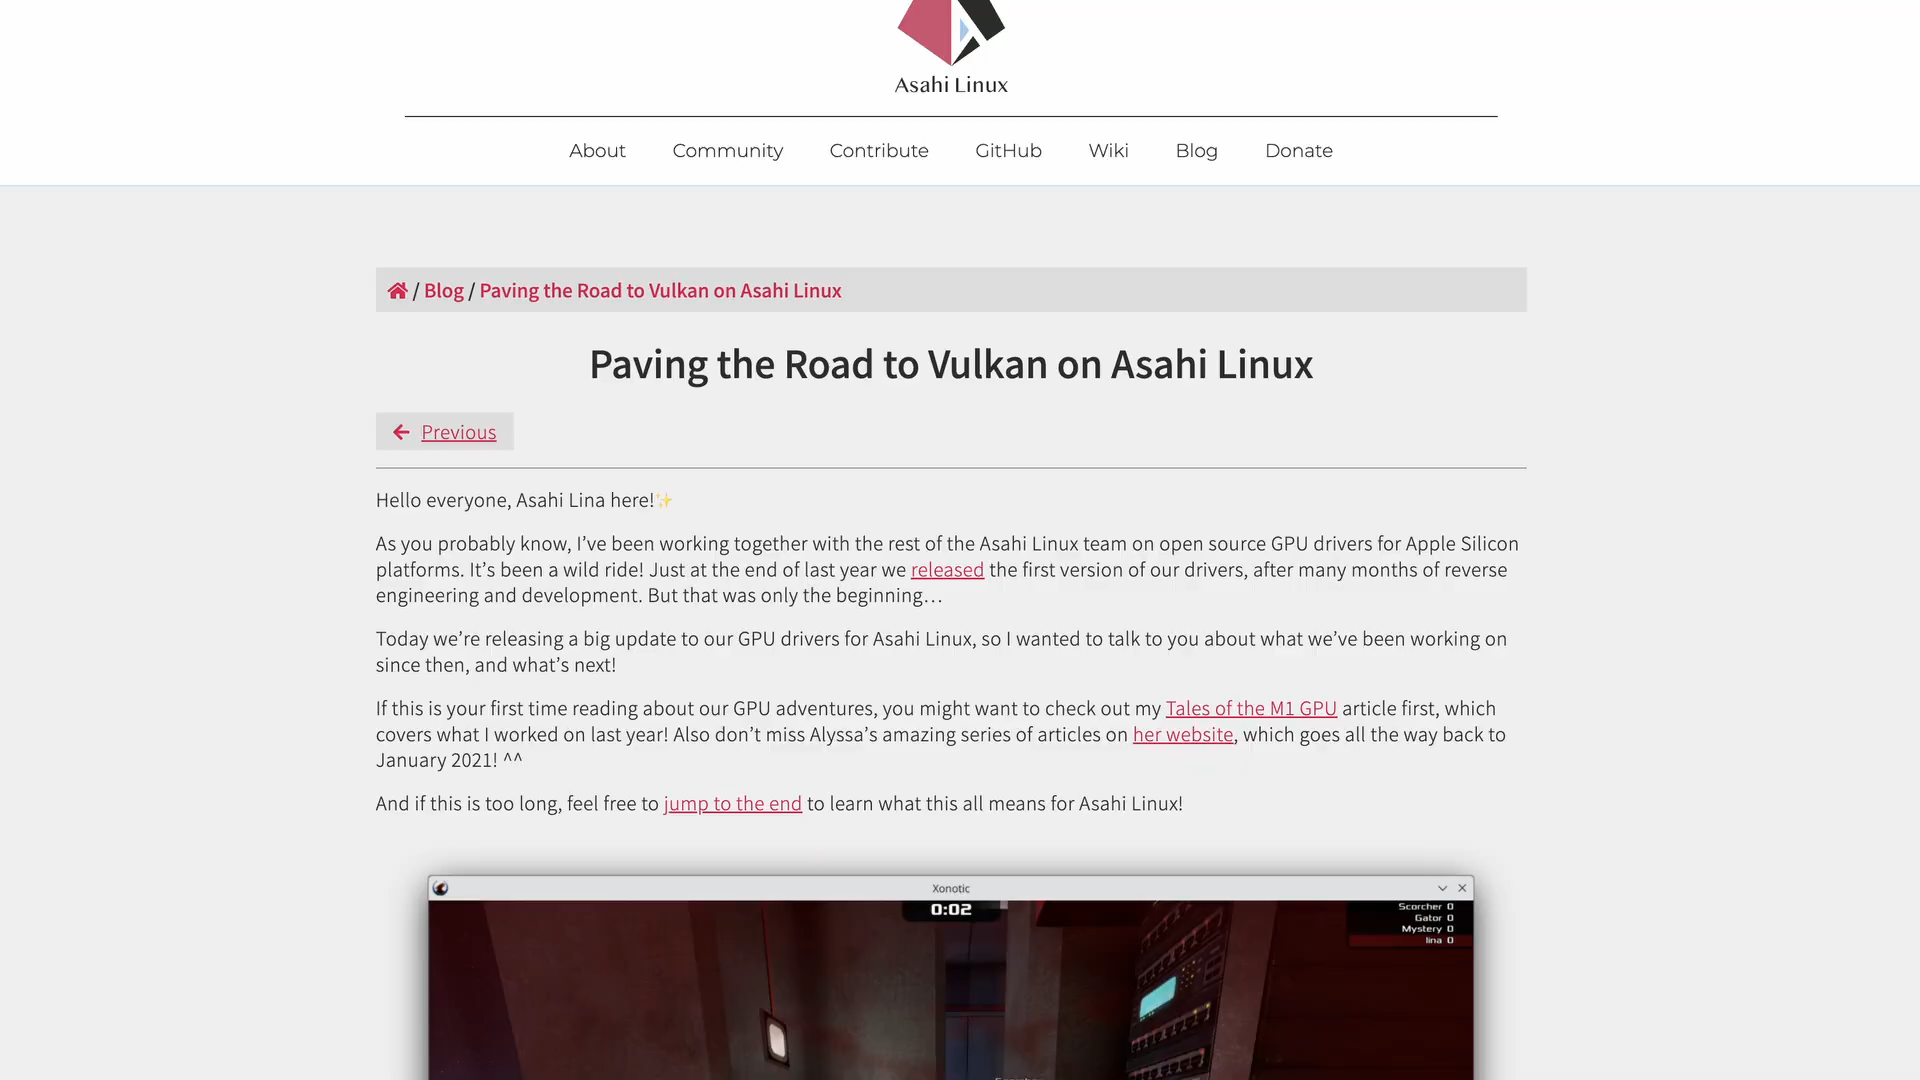 Asahi Linux
About Community Contribute GitHub Wiki Blog Donate
/ Blog / Paving the Road to Vulkan on Asahi Linux
Paving the Road to Vulkan on Asahi Linux
← Previous
Hello everyone, Asahi Lina here!✨
As you probably know, I’ve been working together with the rest of the Asahi Linux team on open source GPU drivers for Apple Silicon
platforms. It’s been a wild ride! Just at the end of last year we released the first version of our drivers, after many months of reverse
engineering and development. But that was only the beginning…
Today we’re releasing a big update to our GPU drivers for Asahi Linux, so I wanted to talk to you about what we’ve been working on
since then, and what’s next!
If this is your first time reading about our GPU adventures, you might want to check out my Tales of the M1 GPU article first, which
covers what I worked on last year! Also don’t miss Alyssa’s amazing series of articles on her website, which goes all the way back to
January 2021! ^^
And if this is too long, feel free to jump to the end to learn what this all means for Asahi Linux!
Xonotic
0:02
Scorcher 0
Gator 0
Mystery 0
lina 0